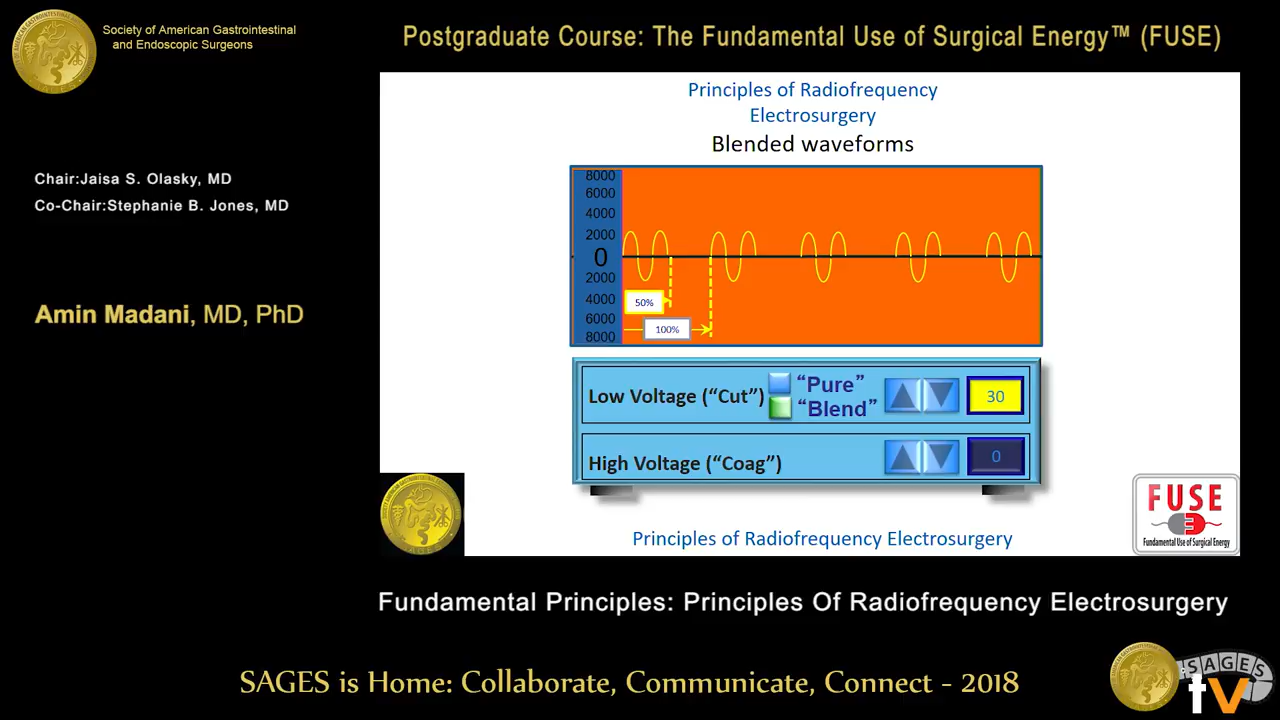 Society of American Gastrointestinal
and Endoscopic Surgeons
Postgraduate Course: The Fundamental Use of Surgical Energy™ (FUSE)
Chair:Jaisa S. Olasky, MD
Co-Chair:Stephanie B. Jones, MD
Amin Madani, MD, PhD
Principles of Radiofrequency
Electrosurgery
Blended waveforms
8000
6000
4000
2000
0
2000
4000
6000
8000
50%
100%
Low Voltage ("Cut")
"Pure"
"Blend"
30
High Voltage ("Coag")
0
FUSE
Fundamental Use of Surgical Energy
Principles of Radiofrequency Electrosurgery
Fundamental Principles: Principles Of Radiofrequency Electrosurgery
SAGES is Home: Collaborate, Communicate, Connect - 2018
SAGES
tv